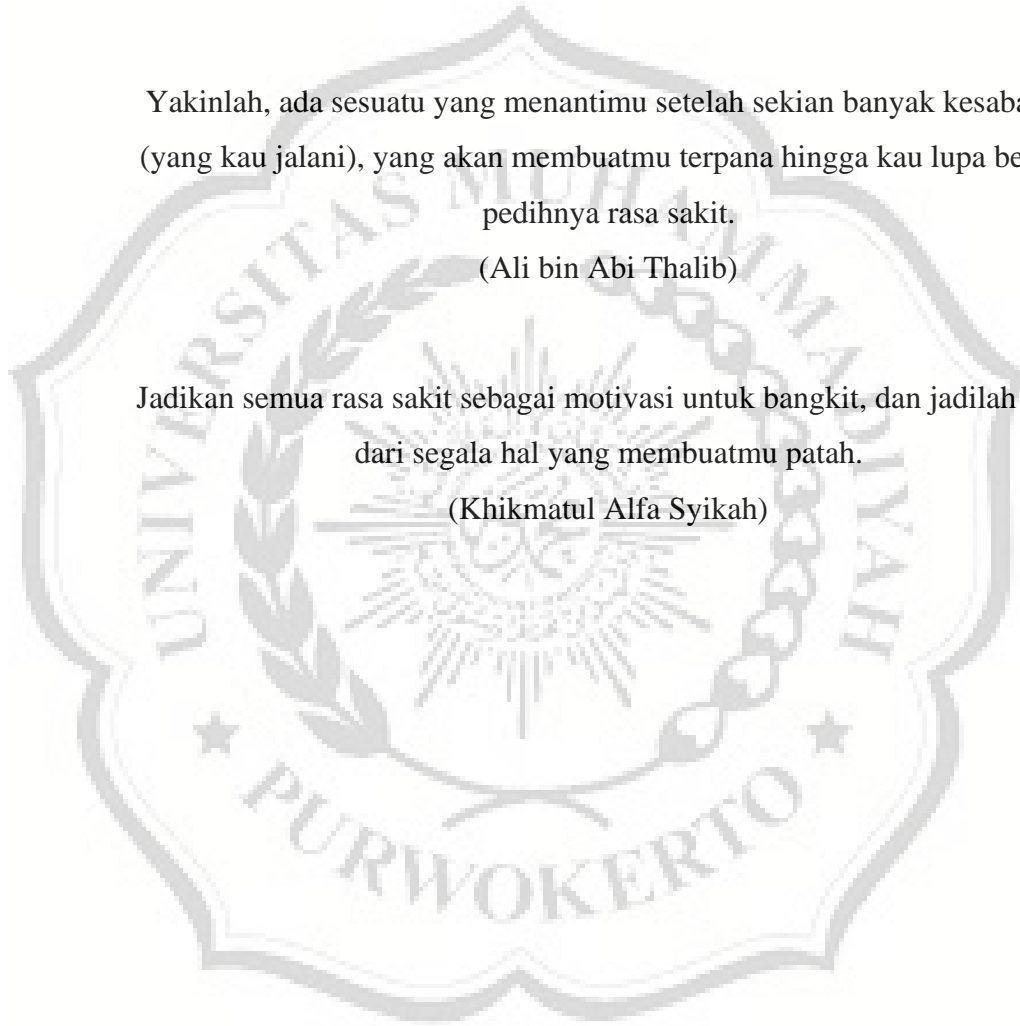 Yakinlah, ada sesuatu yang menantimu setelah sekian banyak
(yang kau jalani), yang akan membuatmu terpana hingga kau lupa
pedihnya rasa sakit.
(Ali bin Abi Thalib)
Jadikan semua rasa sakit sebagai motivasi untuk bangkit, dan jadilah
dari segala hal yang membuatmu patah.
(Khikmatul Alfa Syikah)
UNIVERSITAS MUHAMMADIYAH
PURWOKERTO